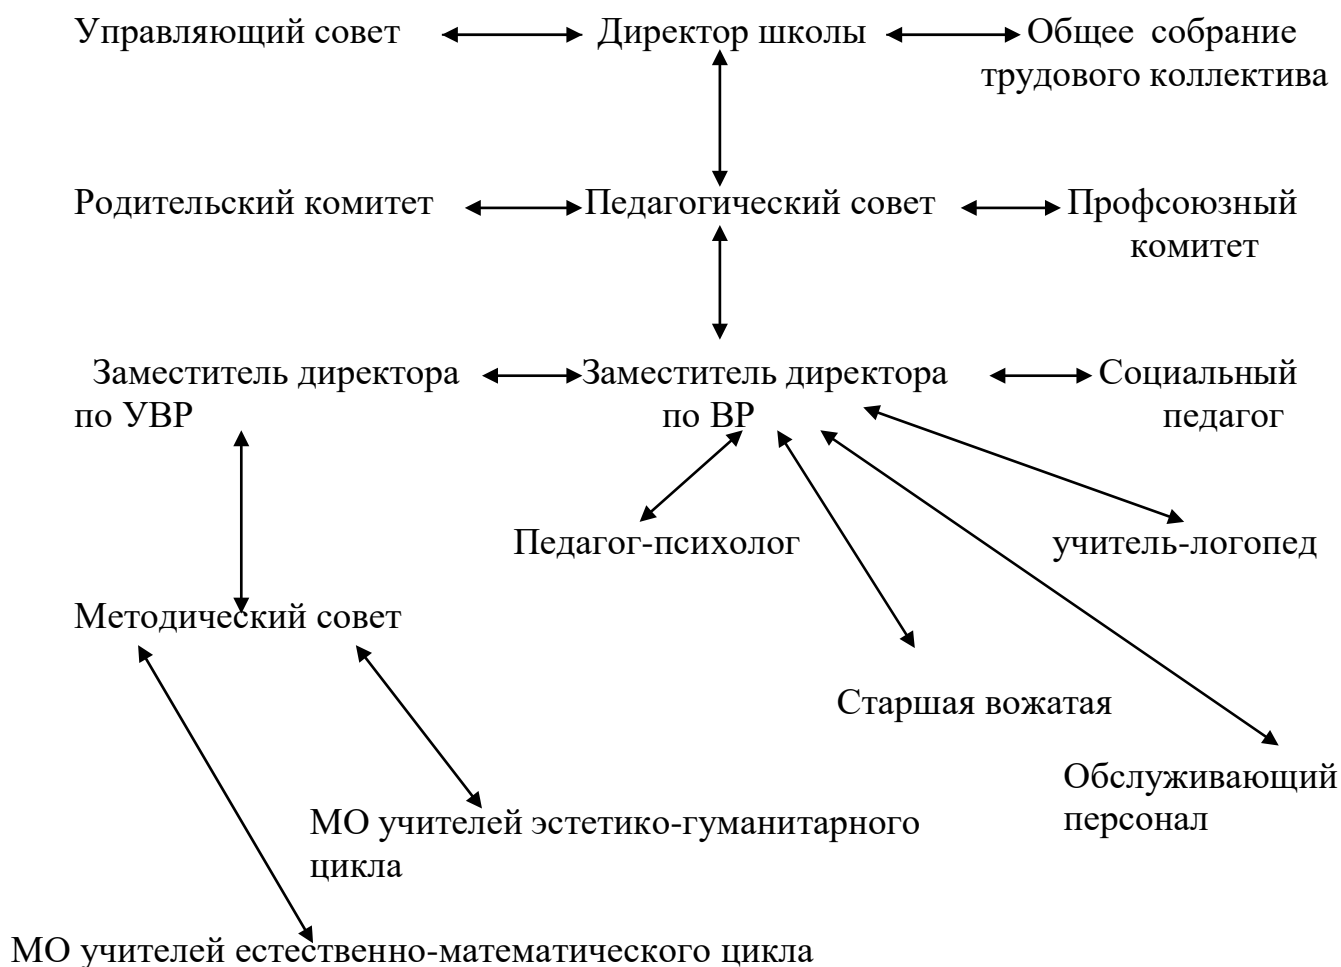 Управляющий совет Директор школы Общее собрание
трудового коллектива
Родительский комитет Педагогический совет Профсоюзный
комитет
Заместитель директора Заместитель директора Социальный
по УВР по ВР педагог
Педагог-психолог учитель-логопед
Методический совет
Старшая вожатая
Обслуживающий
персонал
МО учителей эстетико-гуманитарного
цикла
МО учителей естественно-математического цикла